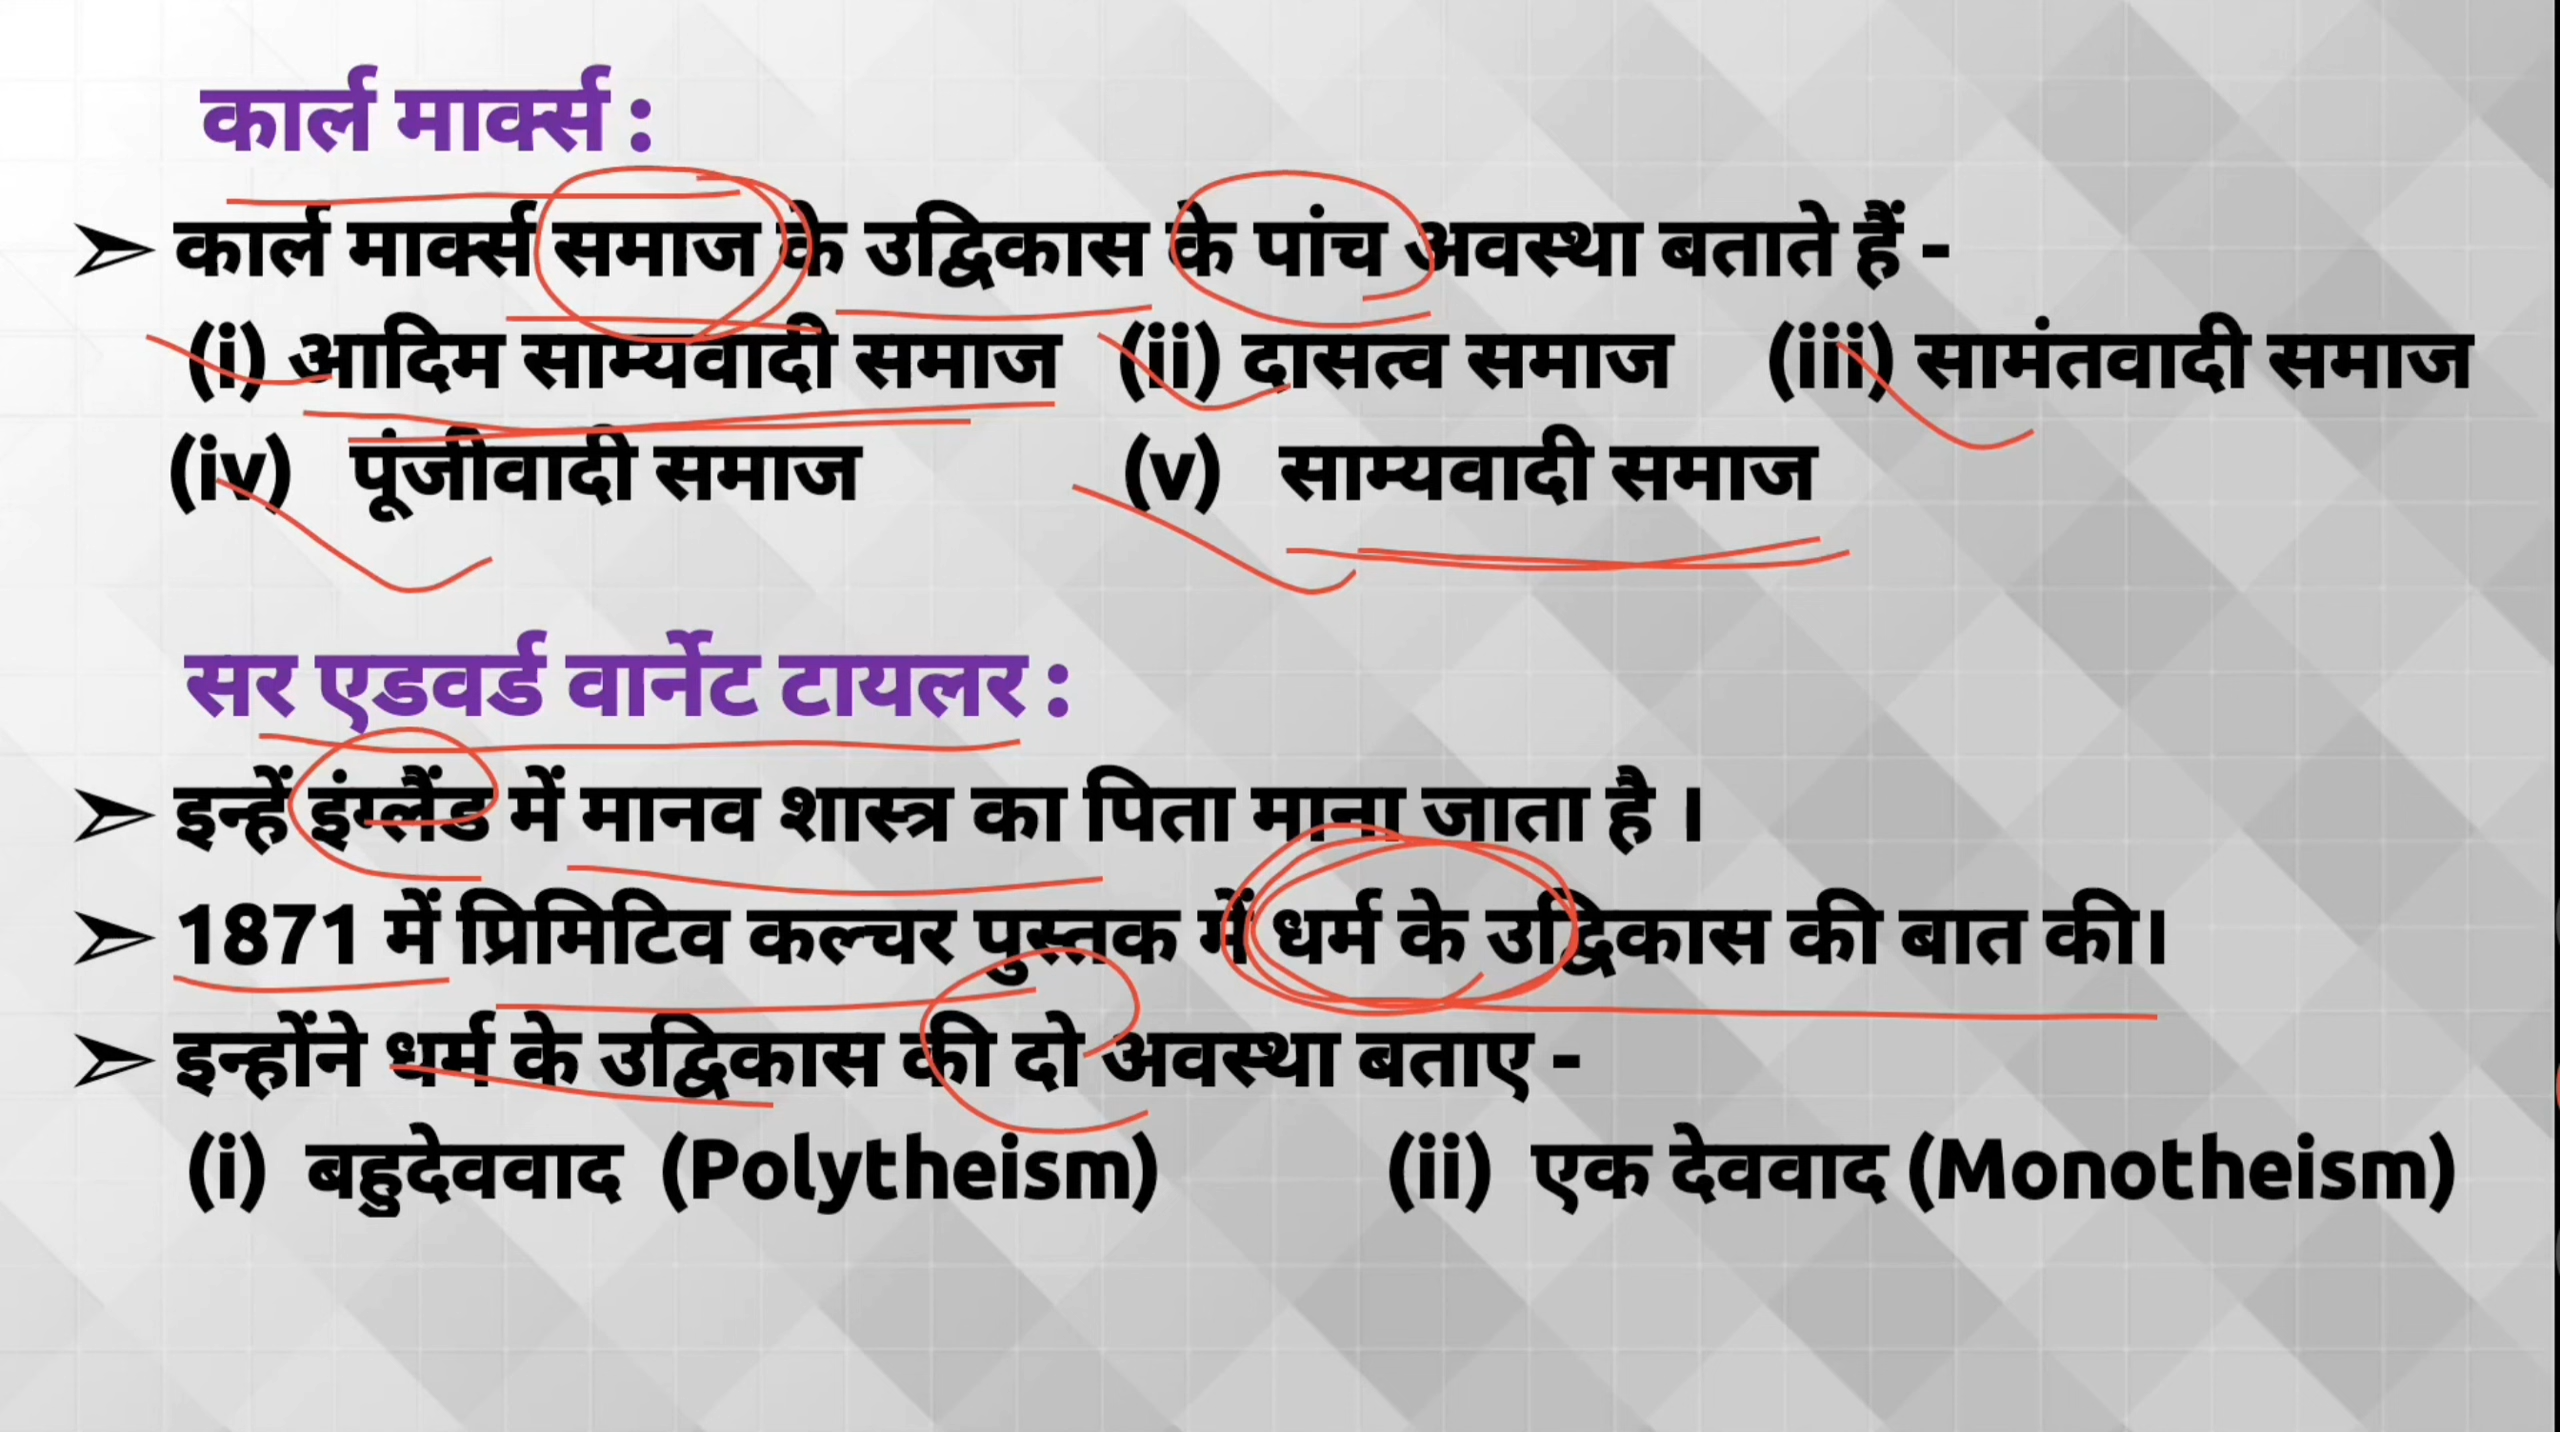 कार्ल मार्क्स :
➢ कार्ल मार्क्स समाज के उद्विकास के पांच अवस्था बताते हैं -
(i) आदिम साम्यवादी समाज (ii) दासत्व समाज (iii) सामंतवादी समाज
(iv) पूंजीवादी समाज (v) साम्यवादी समाज
सर एडवर्ड वार्नेट टायलर :
➢ इन्हें इंग्लैंड में मानव शास्त्र का पिता माना जाता है ।
➢ 1871 में प्रिमिटिव कल्चर पुस्तक में धर्म के उद्विकास की बात की।
➢ इन्होंने धर्म के उद्विकास की दो अवस्था बताए -
(i) बहुदेववाद (Polytheism) (ii) एक देववाद (Monotheism)